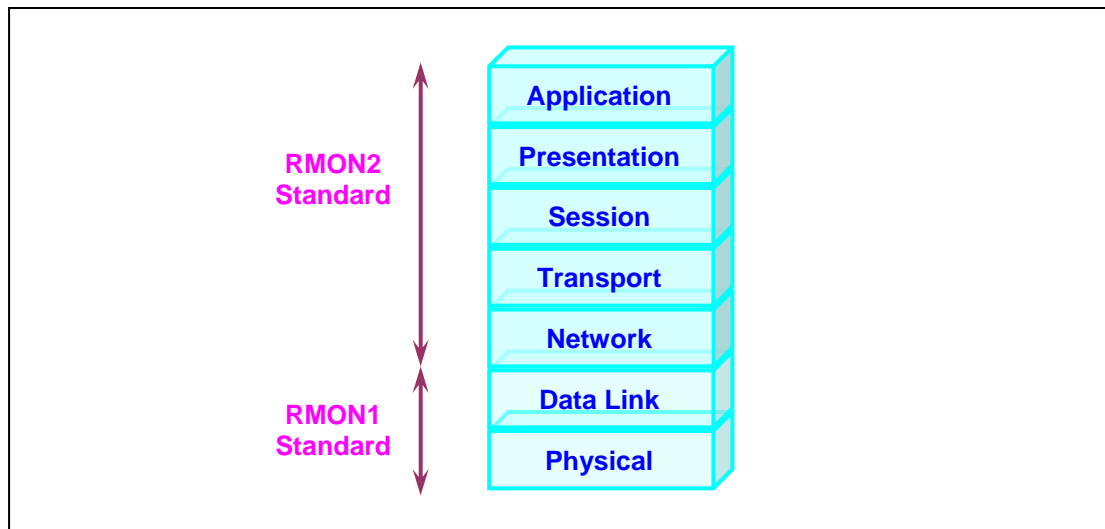 Application
Presentation
RMON2
Standard
Session
Transport
Network
Data Link
RMON1
Standard
Physical